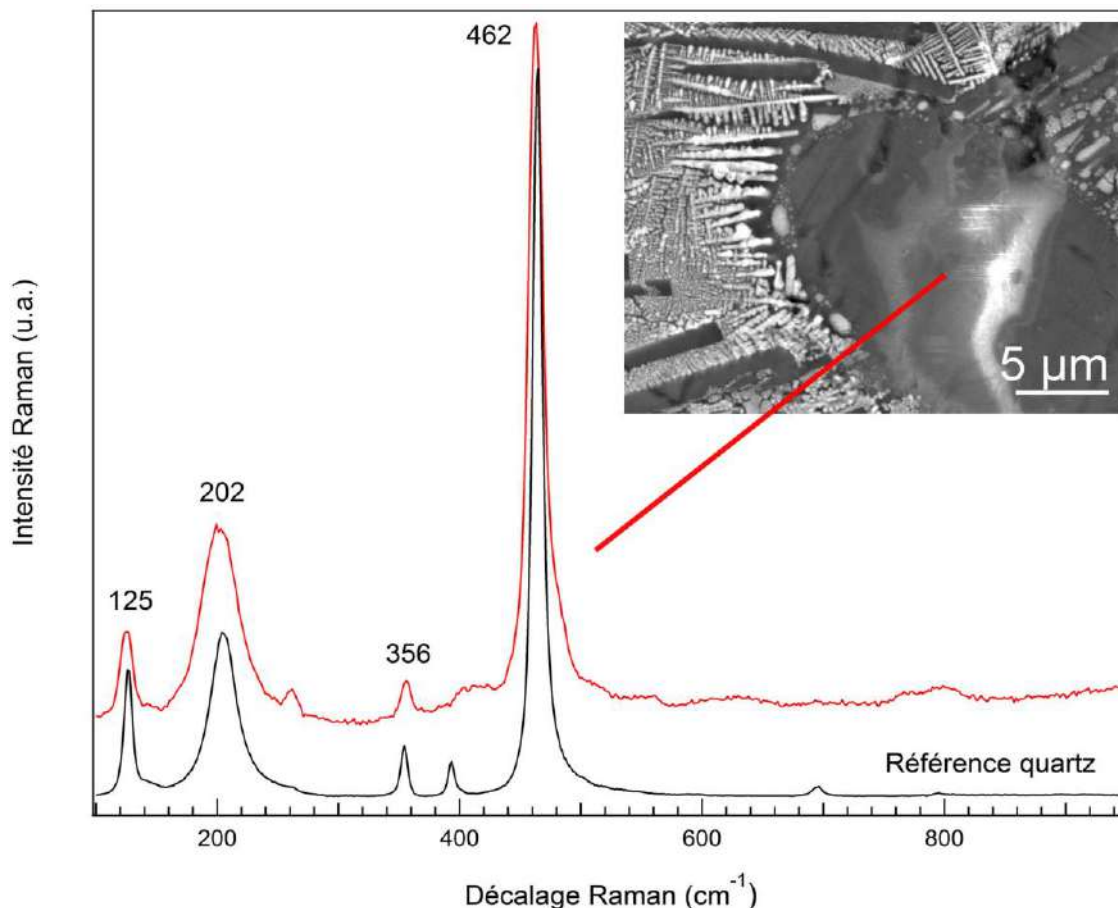 462
5 µm
202
125
356
Référence quartz
200
400
600
800
Intensité Raman (u.a.)
Décalage Raman (cm-1)